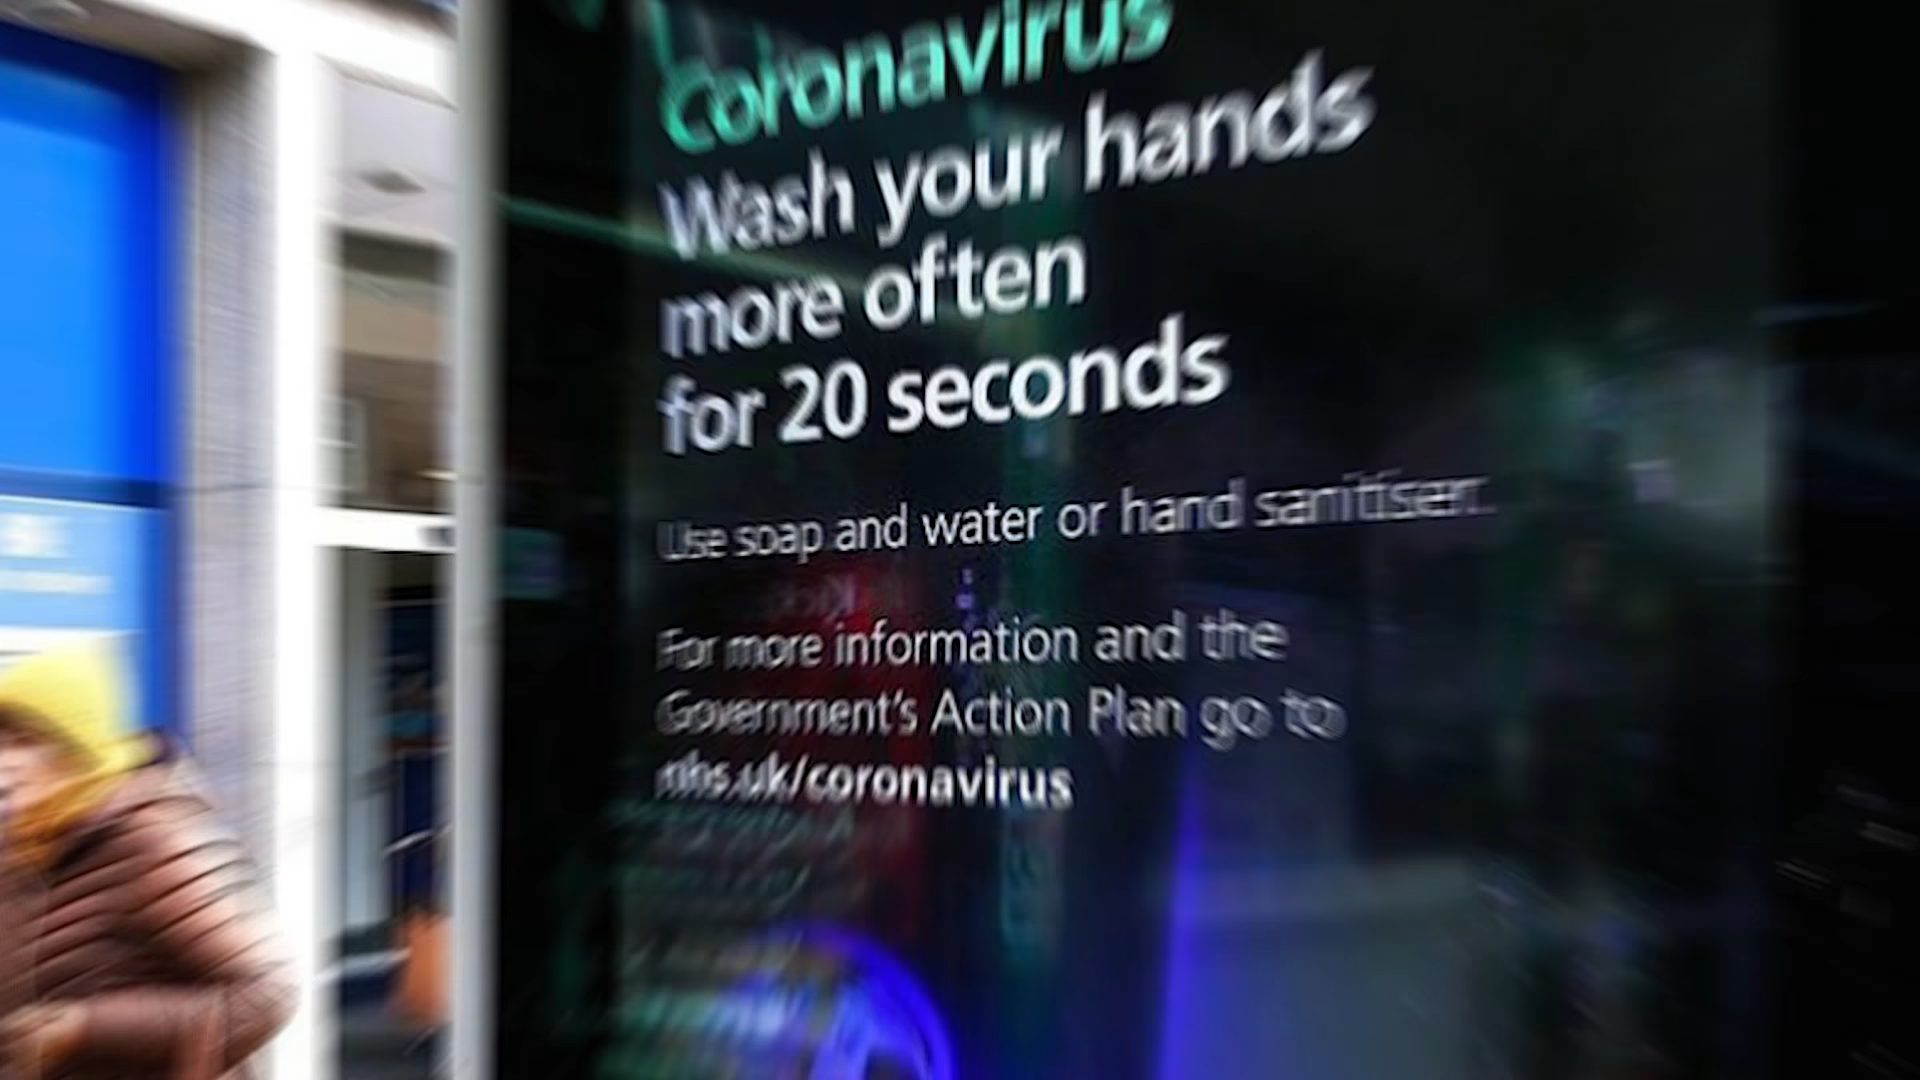 Coronavirus
Wash your hands
more often
for 20 seconds
Use soap and water or hand sanitiser.
For more information and the
Government's Action Plan go to
nhs.uk/coronavirus